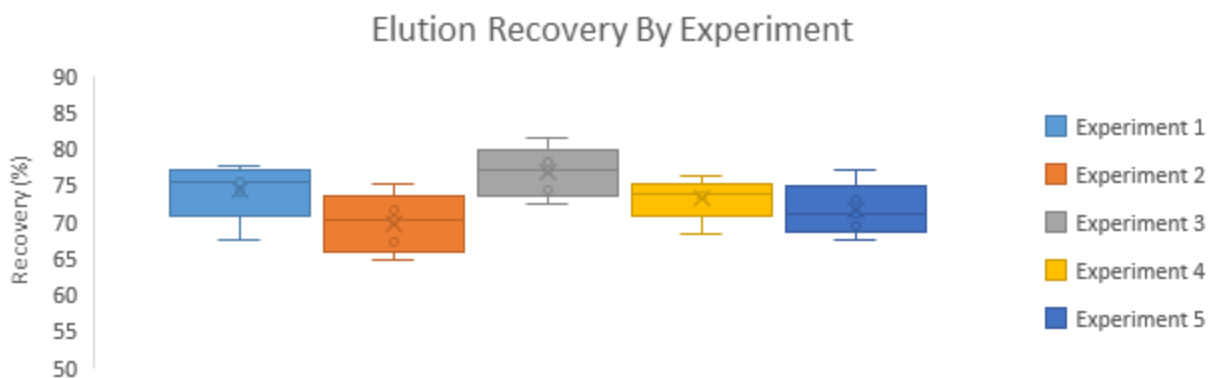 Elution Recovery By Experiment
Recovery (%)
90
85
80
75
70
65
60
55
50
Experiment 1
Experiment 2
Experiment 3
Experiment 4
Experiment 5